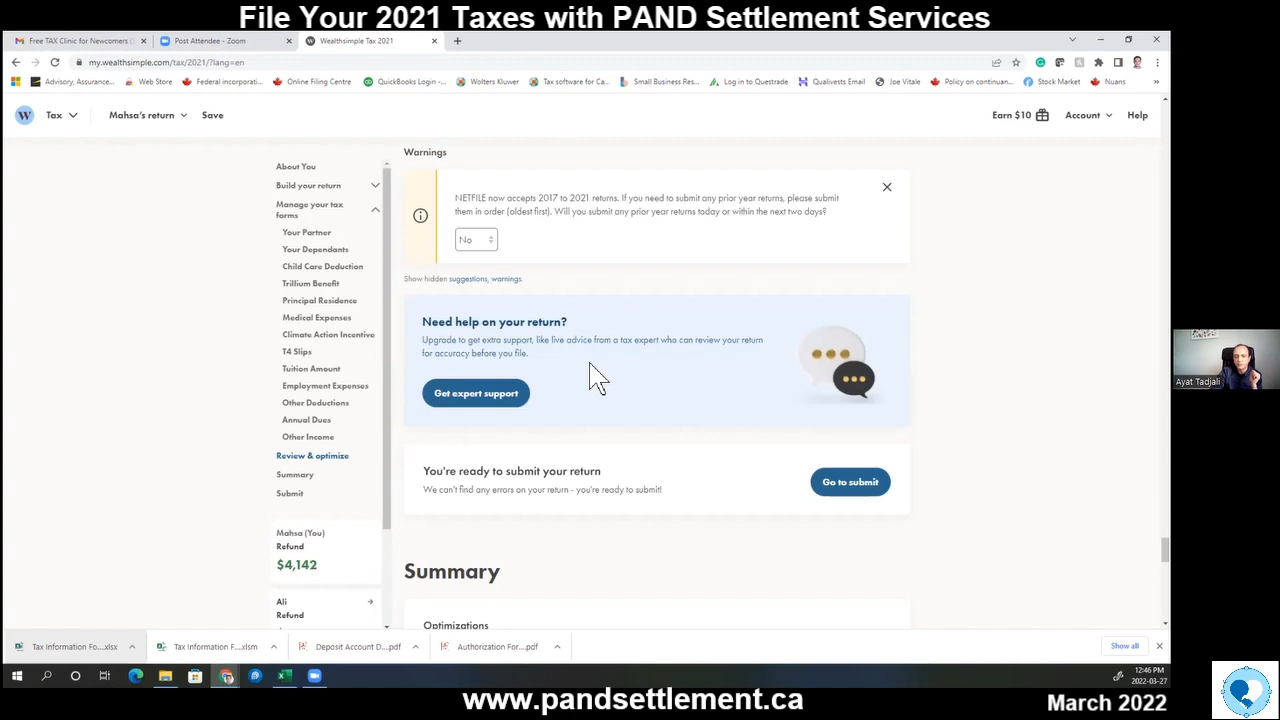 File Your 2021 Taxes with PAND Settlement Services
Free TAX Clinic for Newcomers (
Post Attendee - Zoom
Wealthsimple Tax 2021
my.wealthsimple.com/tax/2021/?lang=en
Advisory, Assurance...
Web Store
Federal incorporati...
Online Filing Centre
QuickBooks Login -...
Wolters Kluwer
Tax software for Ca...
Small Business Res...
Log in to Questrade
Qualivests Email
Joe Vitale
Policy on continuan...
Stock Market
Nuans
W
Tax
Mahsa's return
Save
Earn $10
Account
Help
About You
Build your return
Manage your tax
forms
Your Partner
Your Dependants
Child Care Deduction
Trillium Benefit
Principal Residence
Medical Expenses
Climate Action Incentive
T4 Slips
Tuition Amount
Employment Expenses
Other Deductions
Annual Dues
Other Income
Review & optimize
Summary
Submit
Mahsa (You)
Refund
$4,142
Ali
Refund
Warnings
NETFILE now accepts 2017 to 2021 returns. If you need to submit any prior year returns, please submit
them in order (oldest first). Will you submit any prior year returns today or within the next two days?
No
Show hidden suggestions, warnings.
Need help on your return?
Upgrade to get extra support, like live advice from a tax expert who can review your return
for accuracy before you file.
Get expert support
You're ready to submit your return
We can't find any errors on your return - you're ready to submit!
Go to submit
Summary
Optimizations
Ayat Tadjali
Tax Information Fo....xlsx
Tax Information F....xlsm
Deposit Account D....pdf
Authorization For....pdf
Show all
12:46 PM
2022-03-27
www.pandsettlement.ca
March 2022